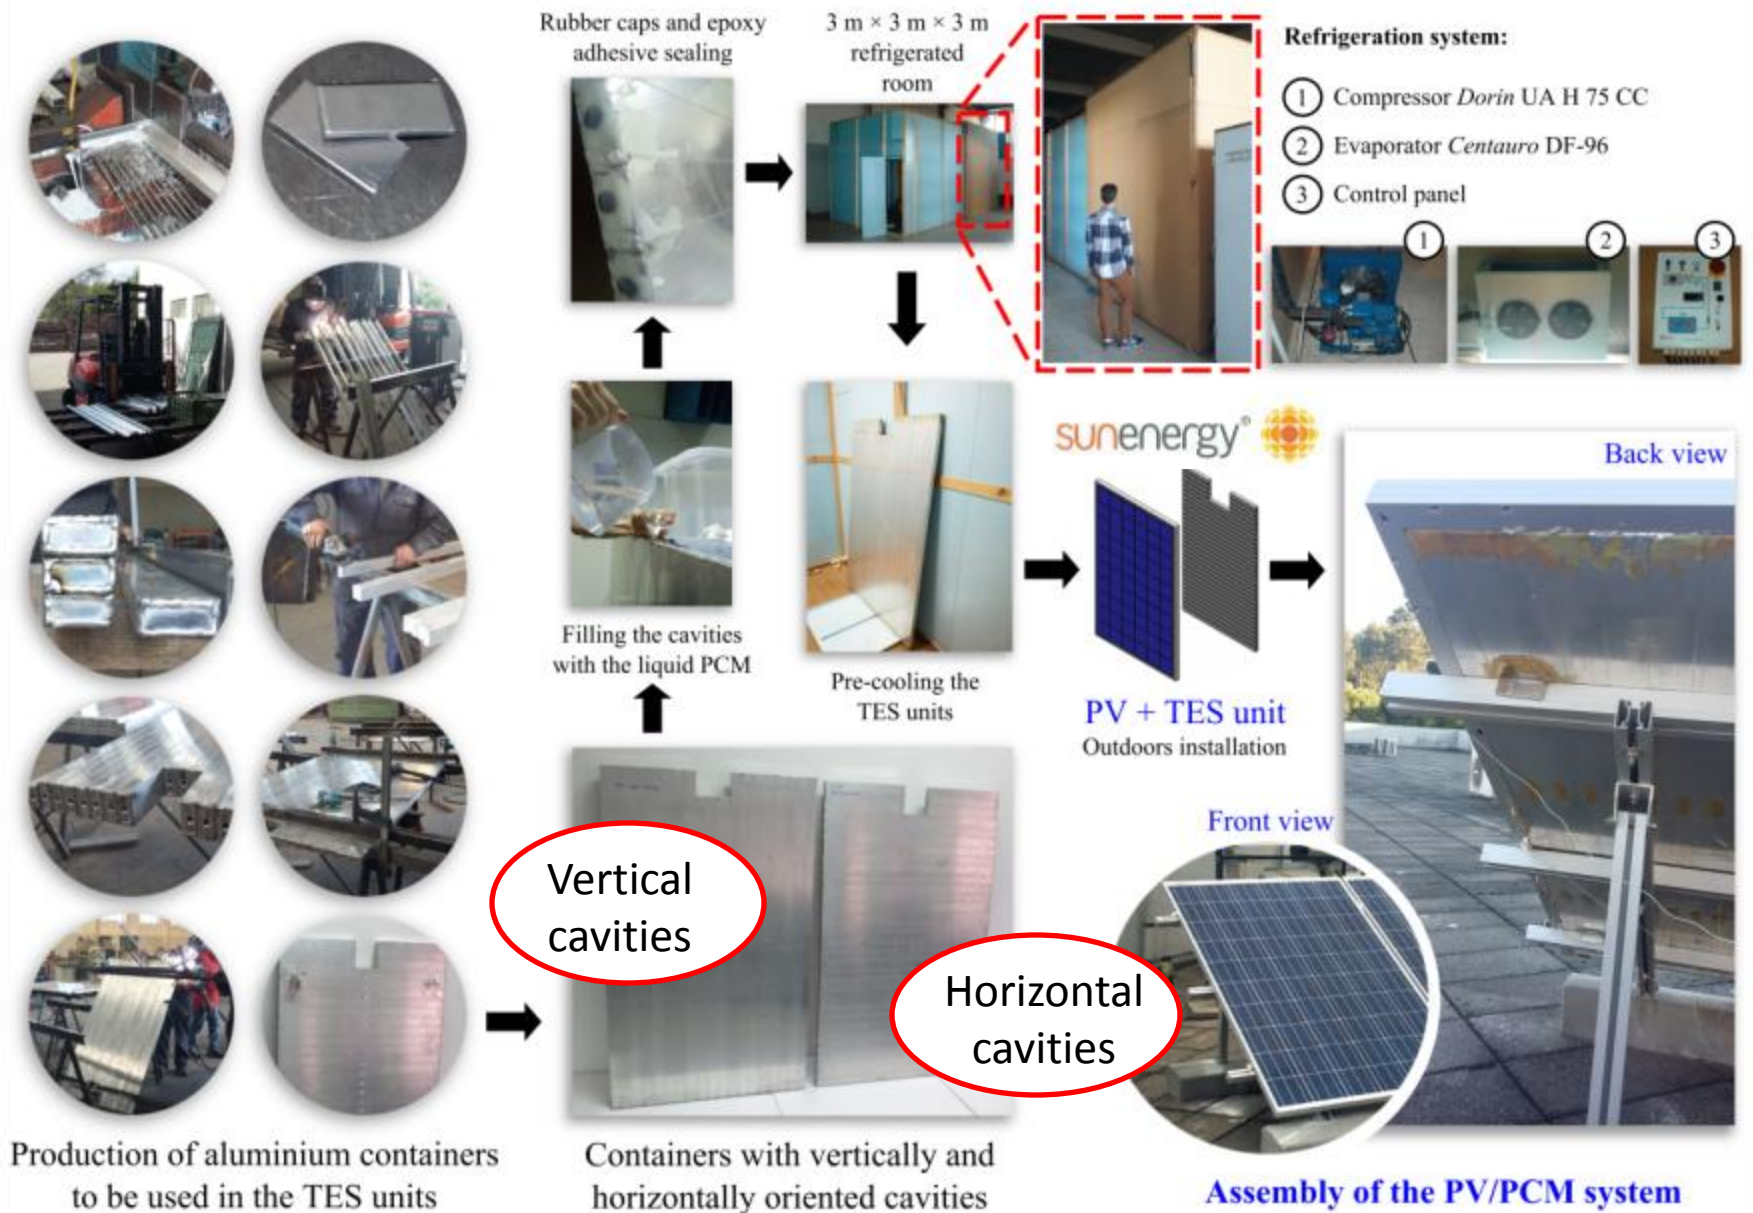 Rubber caps and epoxy
adhesive sealing
3 m × 3 m × 3 m
refrigerated
room
Refrigeration system:
1 Compressor Dorin UA H 75 CC
2 Evaporator Centauro DF-96
3 Control panel
1
2
3
sunenergy®
Back view
Filling the cavities
with the liquid PCM
Pre-cooling the
TES units
PV + TES unit
Outdoors installation
Front view
Vertical
cavities
Horizontal
cavities
Production of aluminium containers
to be used in the TES units
Containers with vertically and
horizontally oriented cavities
Assembly of the PV/PCM system